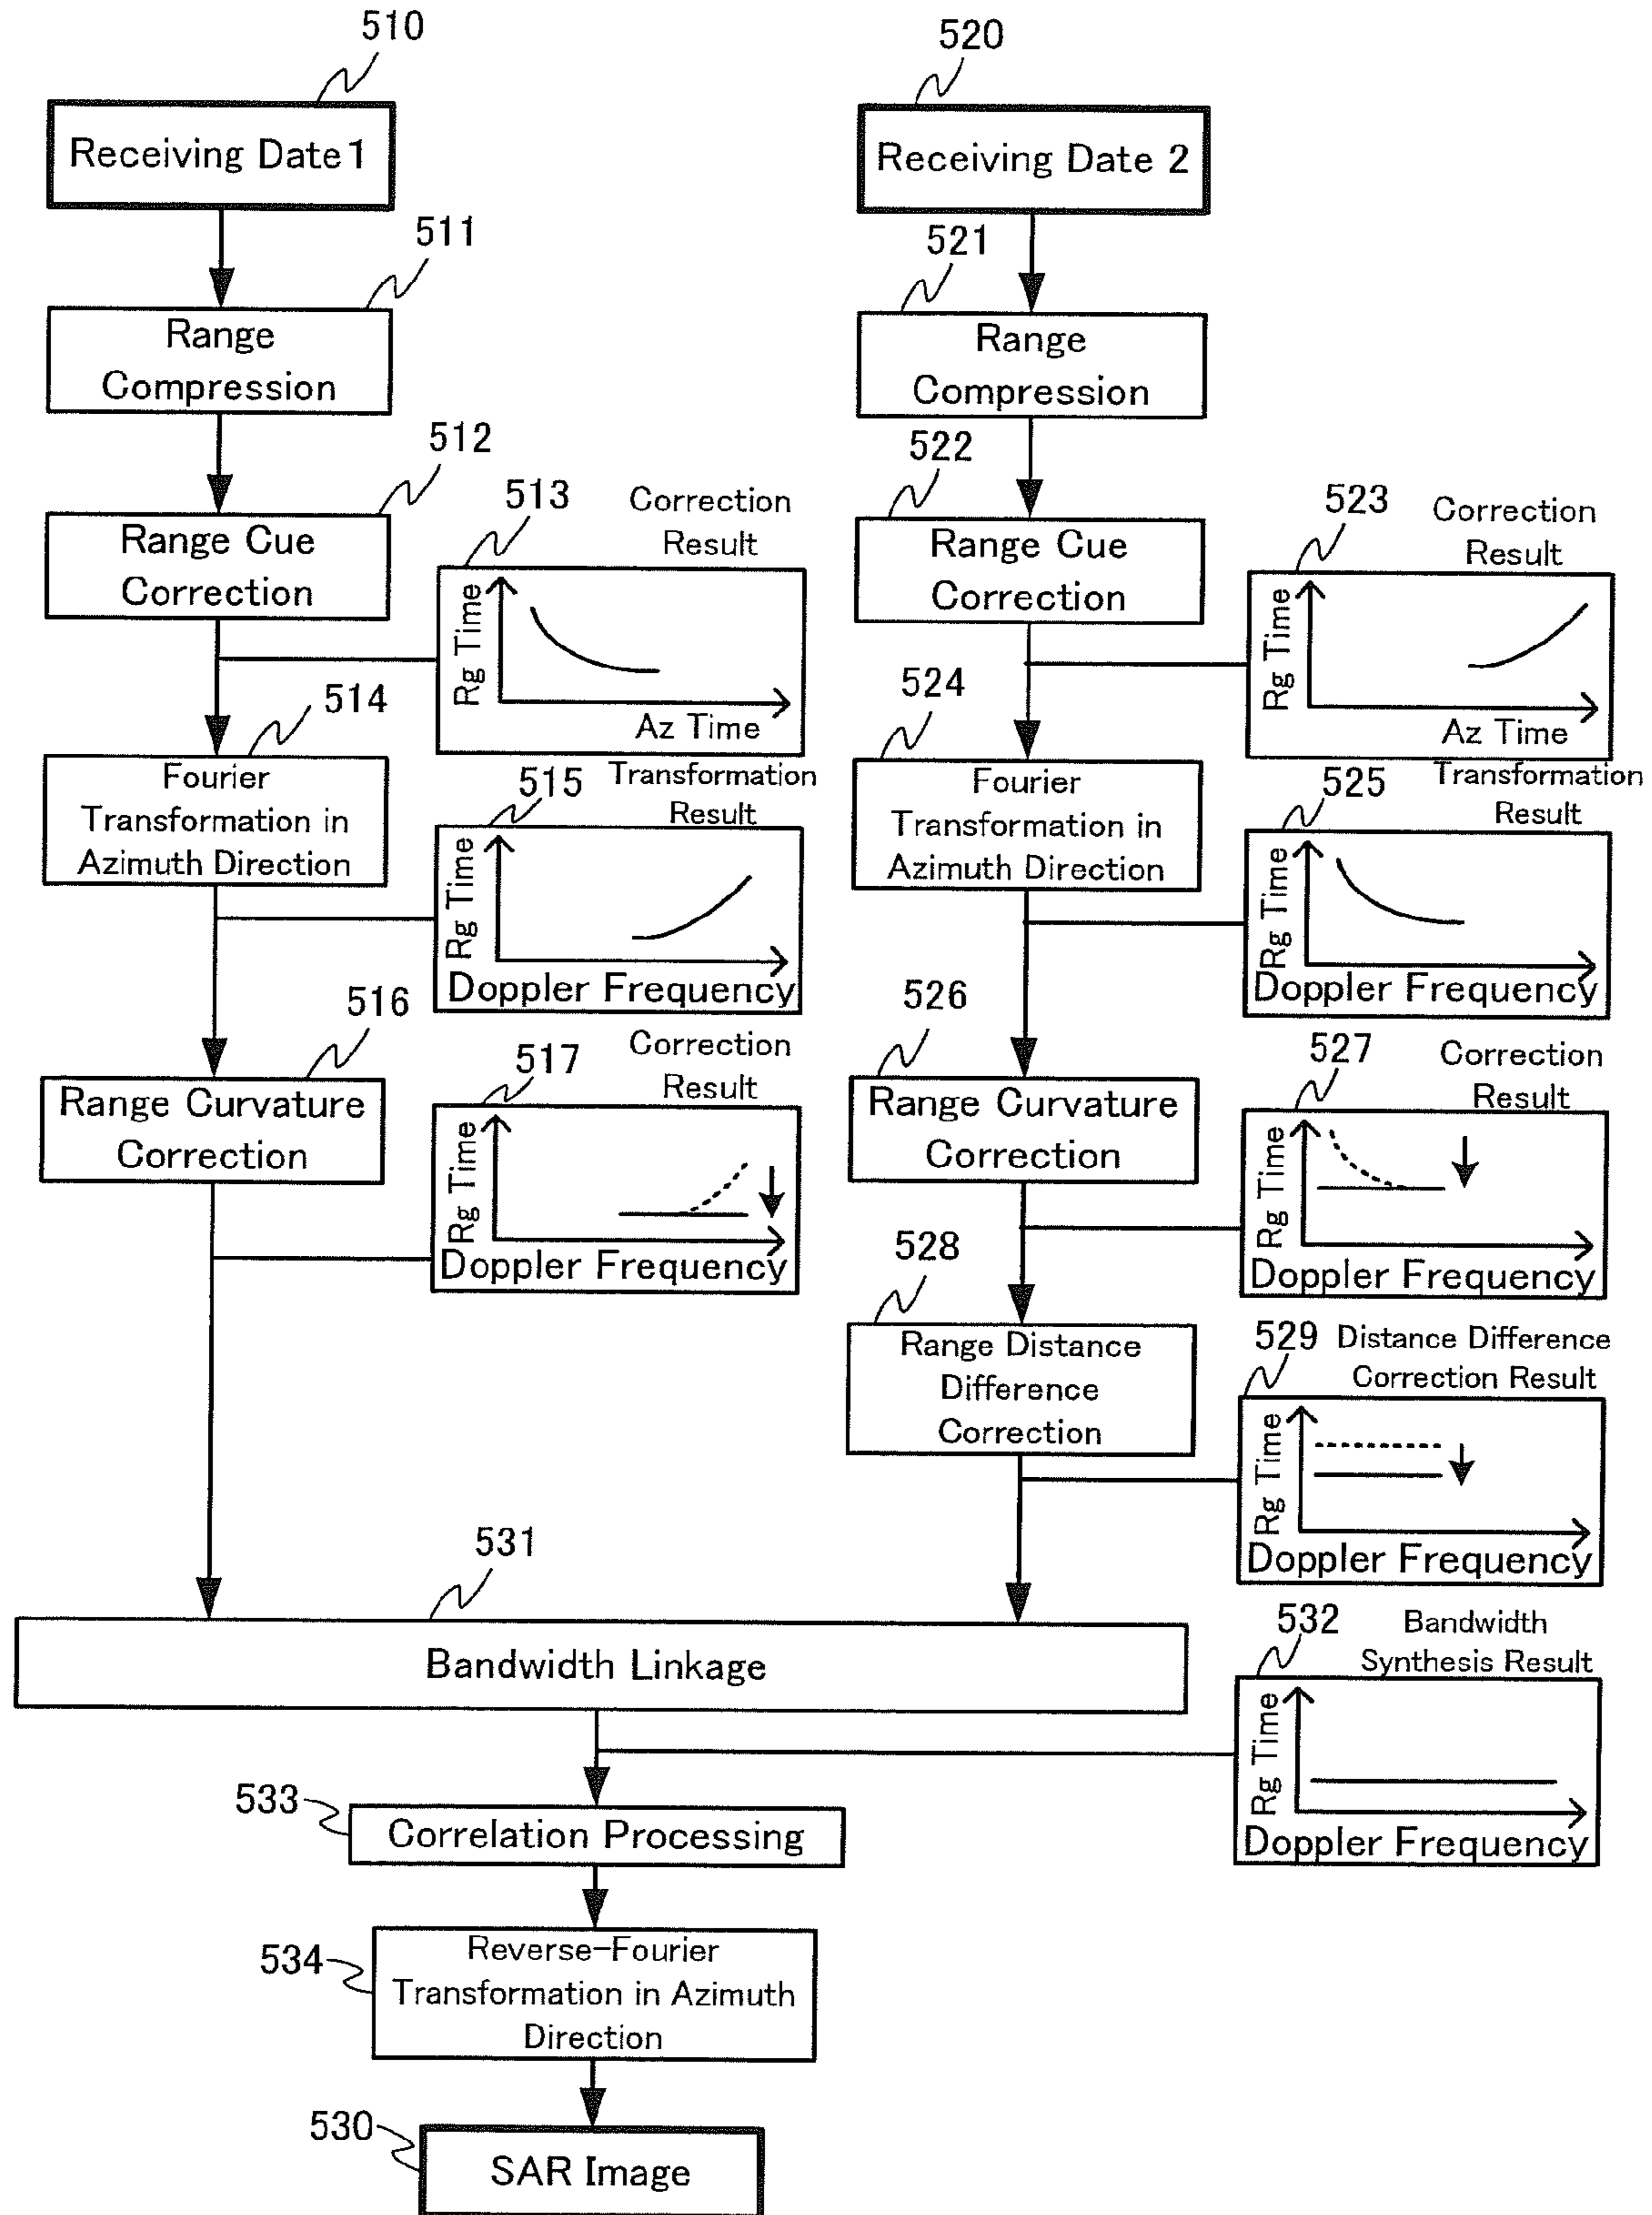 510
520
Receiving Date 1
Receiving Date 2
511
521
Range
Compression
Range
Compression
512
522
Range Cue
Correction
513
Correction
Result
Rg Time
Az Time
Range Cue
Correction
523
Correction
Result
Rg Time
Az Time
514
524
Fourier
Transformation in
Azimuth Direction
515
Transformation
Result
Rg Time
Doppler Frequency
Fourier
Transformation in
Azimuth Direction
525
Transformation
Result
Rg Time
Doppler Frequency
516
526
Range Curvature
Correction
517
Correction
Result
Rg Time
Doppler Frequency
Range Curvature
Correction
527
Correction
Result
Rg Time
Doppler Frequency
528
Range Distance
Difference
Correction
529
Distance Difference
Correction Result
Rg Time
Doppler Frequency
531
Bandwidth Linkage
532
Bandwidth
Synthesis Result
Rg Time
Doppler Frequency
533
Correlation Processing
534
Reverse-Fourier
Transformation in Azimuth
Direction
530
SAR Image